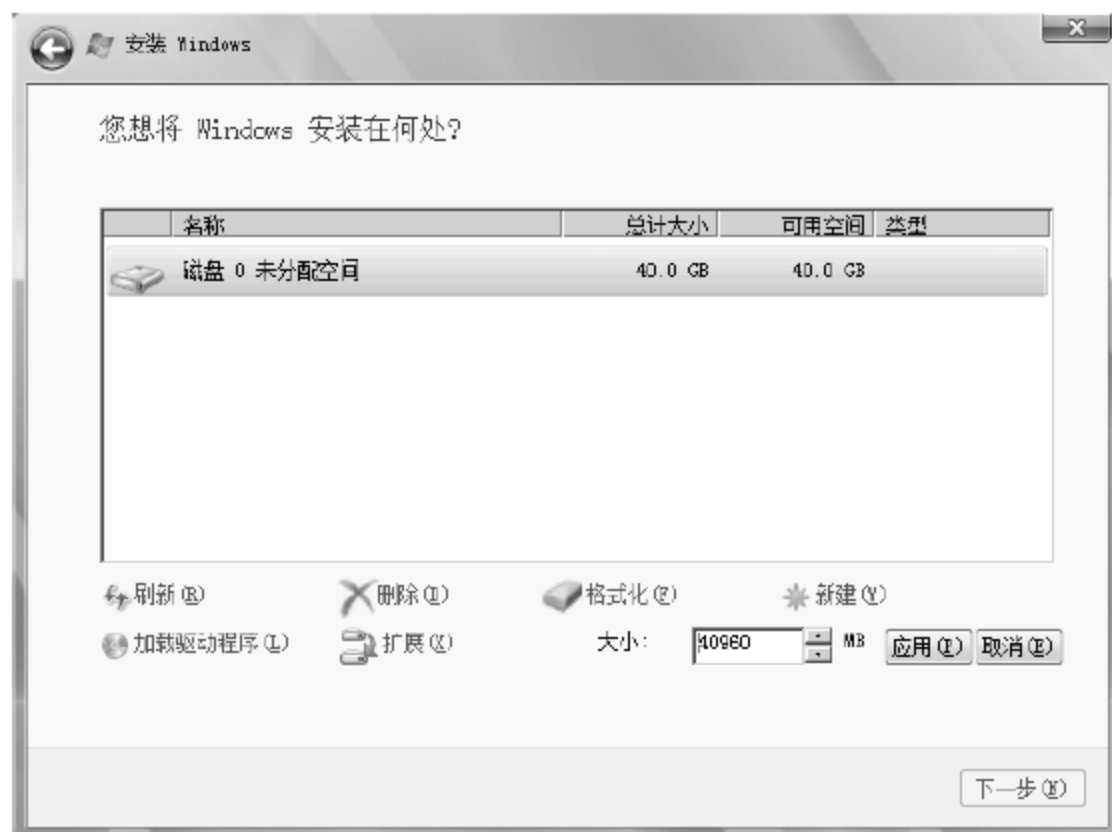 安装 Windows
您想将 Windows 安装在何处?
名称 总计大小 可用空间 类型
磁盘 0 未分配空间 40.0 GB 40.0 GB
刷新(R) 删除(D) 格式化(F) 新建(W)
加载驱动程序(L) 扩展(X) 大小: 40960 MB 应用(P) 取消(E)
下一步(N)